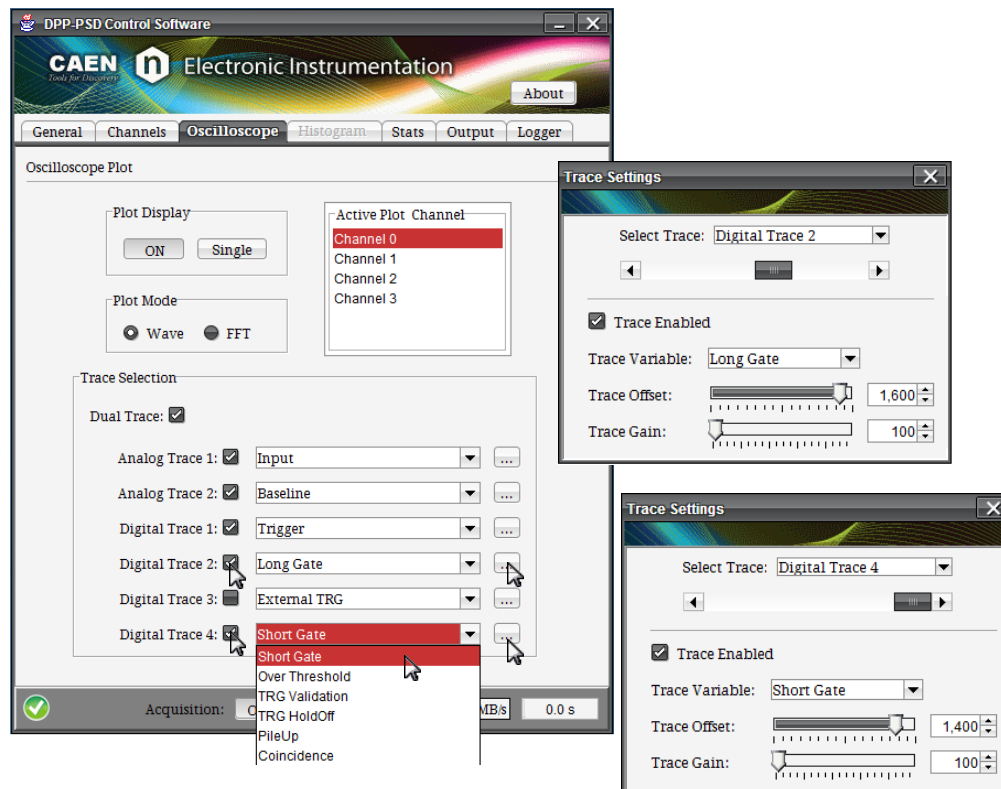 DPP-PSD Control Software
CAEN n Electronic Instrumentation
Tools for Discovery
About
General Channels Oscilloscope Histogram Stats Output Logger
Oscilloscope Plot
Plot Display
ON Single
Plot Mode
Wave FFT
Active Plot Channel
Channel 0
Channel 1
Channel 2
Channel 3
Trace Selection
Dual Trace:
Analog Trace 1: Input ...
Analog Trace 2: Baseline ...
Digital Trace 1: Trigger ...
Digital Trace 2: Long Gate ...
Digital Trace 3: External TRG ...
Digital Trace 4: Short Gate ...
Short Gate
Over Threshold
TRG Validation
TRG HoldOff
PileUp
Coincidence
Acquisition: MB/s 0.0 s
Trace Settings
Select Trace: Digital Trace 2
Trace Enabled
Trace Variable: Long Gate
Trace Offset: 1,600
Trace Gain: 100
Trace Settings
Select Trace: Digital Trace 4
Trace Enabled
Trace Variable: Short Gate
Trace Offset: 1,400
Trace Gain: 100